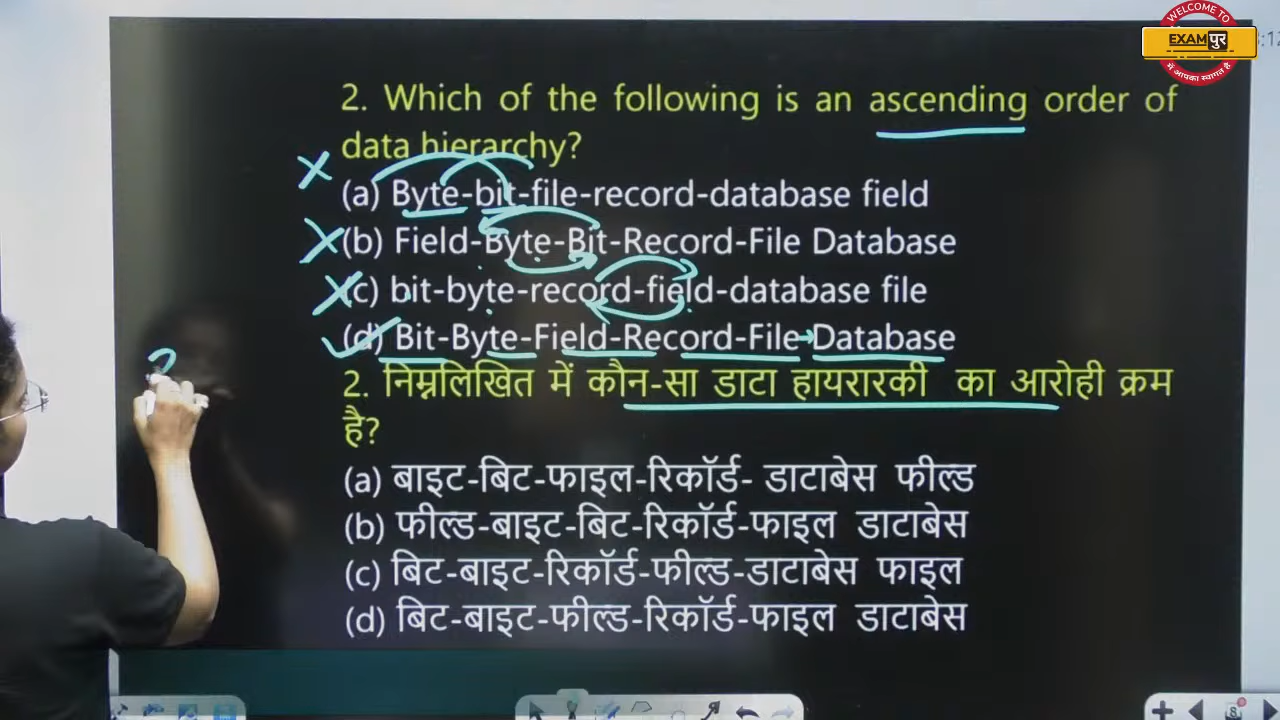 WELCOME TO
EXAMपुर
में आपका स्वागत है
2. Which of the following is an ascending order of
data hierarchy?
(a) Byte-bit-file-record-database field
(b) Field-Byte-Bit-Record-File Database
(c) bit-byte-record-field-database file
(d) Bit-Byte-Field-Record-File Database
2. निम्नलिखित में कौन-सा डाटा हायरारकी का आरोही क्रम
है?
(a) बाइट-बिट-फाइल-रिकॉर्ड- डाटाबेस फील्ड
(b) फील्ड-बाइट-बिट-रिकॉर्ड-फाइल डाटाबेस
(c) बिट-बाइट-रिकॉर्ड-फील्ड-डाटाबेस फाइल
(d) बिट-बाइट-फील्ड-रिकॉर्ड-फाइल डाटाबेस